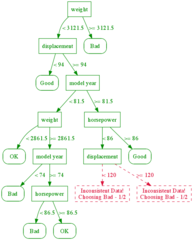 weight
< 3121.5
>= 3121.5
displacement
Bad
< 94
>= 94
Good
model year
< 81.5
>= 81.5
weight
horsepower
< 2861.5
>= 2861.5
< 86
>= 86
OK
model year
displacement
Good
< 74
>= 74
< 120
>= 120
Bad
horsepower
Inconsistent Data!
Choosing Bad - 1/2
Inconsistent Data!
Choosing Bad - 1/2
< 86.5
>= 86.5
Bad
OK